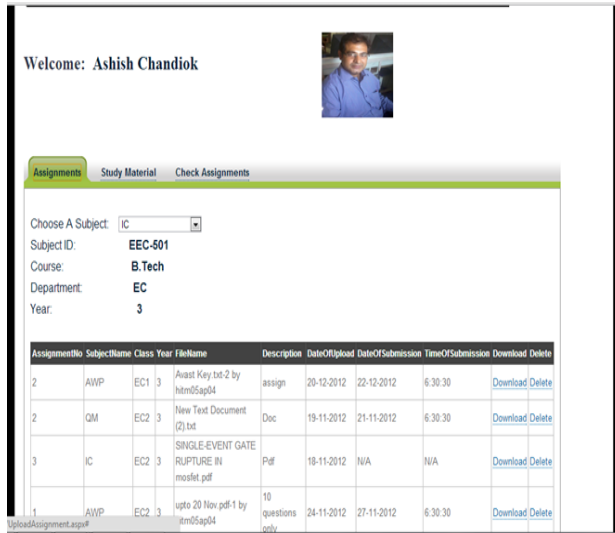 Welcome: Ashish Chandiok
Assignments Study Material Check Assignments
Choose A Subject: IC
Subject ID: EEC-501
Course: B.Tech
Department: EC
Year: 3
AssignmentNo SubjectName Class Year FileName Description DateOfUpload DateOfSubmission TimeOfSubmission Download Delete
2 AWP EC1 3 Avast Key.txt-2 by hitm05ap04 assign 20-12-2012 22-12-2012 6:30:30 Download Delete
2 QM EC2 3 New Text Document (2).txt Doc 19-11-2012 21-11-2012 6:30:30 Download Delete
3 IC EC2 3 SINGLE-EVENT GATE RUPTURE IN mosfet.pdf Pdf 18-11-2012 N/A N/A Download Delete
1 AWP EC2 3 upto 20 Nov.pdf-1 by 10 questions only 24-11-2012 27-11-2012 6:30:30 Download Delete
UploadAssignment.aspx#